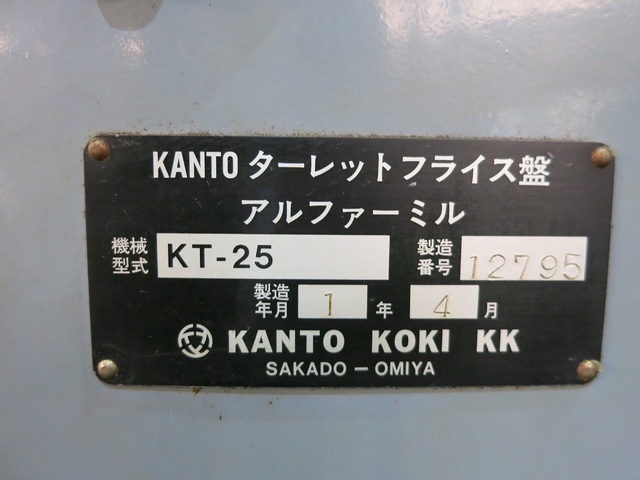 KANTO ターレットフライス盤
アルファーミル
機械型式 KT-25 製造番号 12795
製造年月 1 年 4 月
KANTO KOKI KK
SAKADO - OMIYA